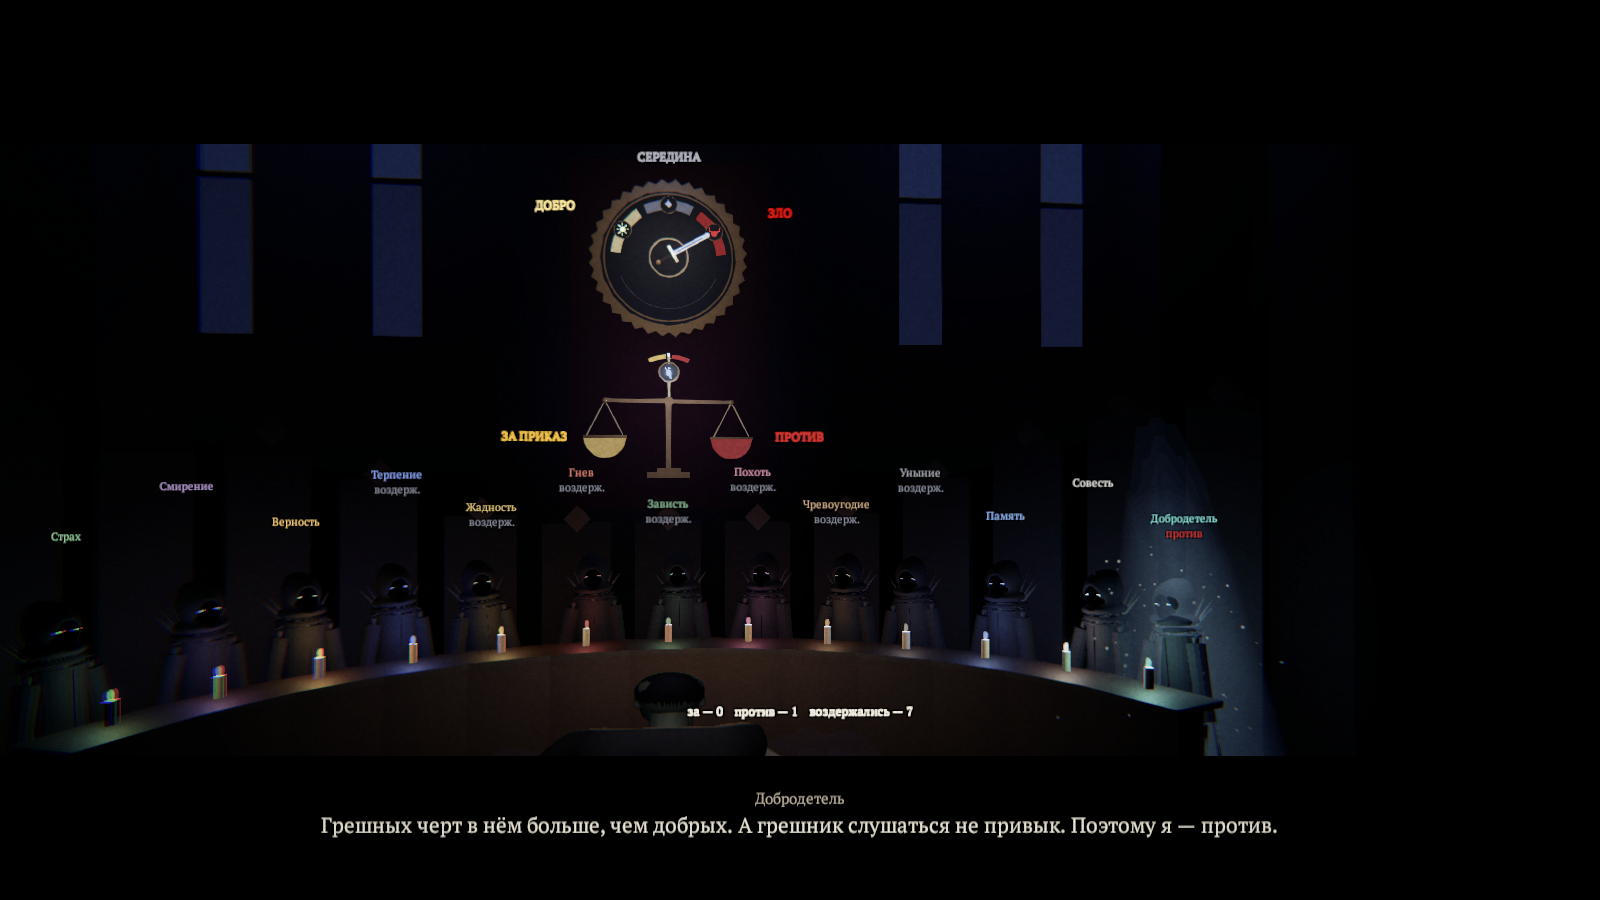 СЕРЕДИНА
ДОБРО
ЗЛО
ЗА ПРИКАЗ
ПРОТИВ
Страх
Смирение
Верность
Терпение
воздерж.
Жадность
воздерж.
Гнев
воздерж.
Зависть
воздерж.
Похоть
воздерж.
Чревоугодие
воздерж.
Уныние
воздерж.
Память
Совесть
Добродетель
против
за — 0 против — 1 воздержались — 7
Добродетель
Грешных черт в нём больше, чем добрых. А грешник слушаться не привык. Поэтому я — против.